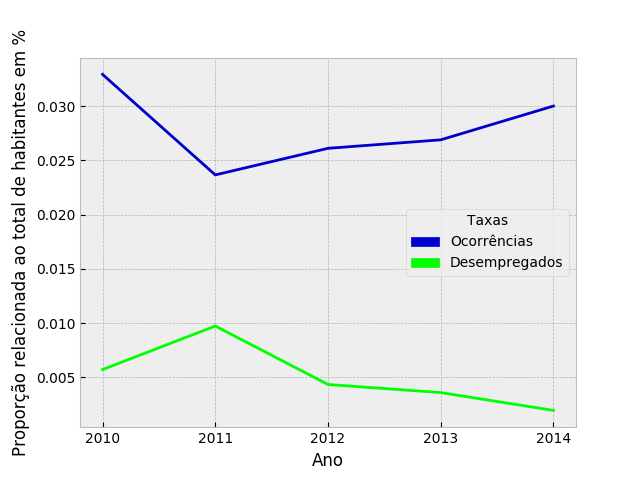 Proporção relacionada ao total de habitantes em %
0.030
0.025
0.020
0.015
0.010
0.005
Taxas
Ocorrências
Desempregados
2010 2011 2012 2013 2014
Ano